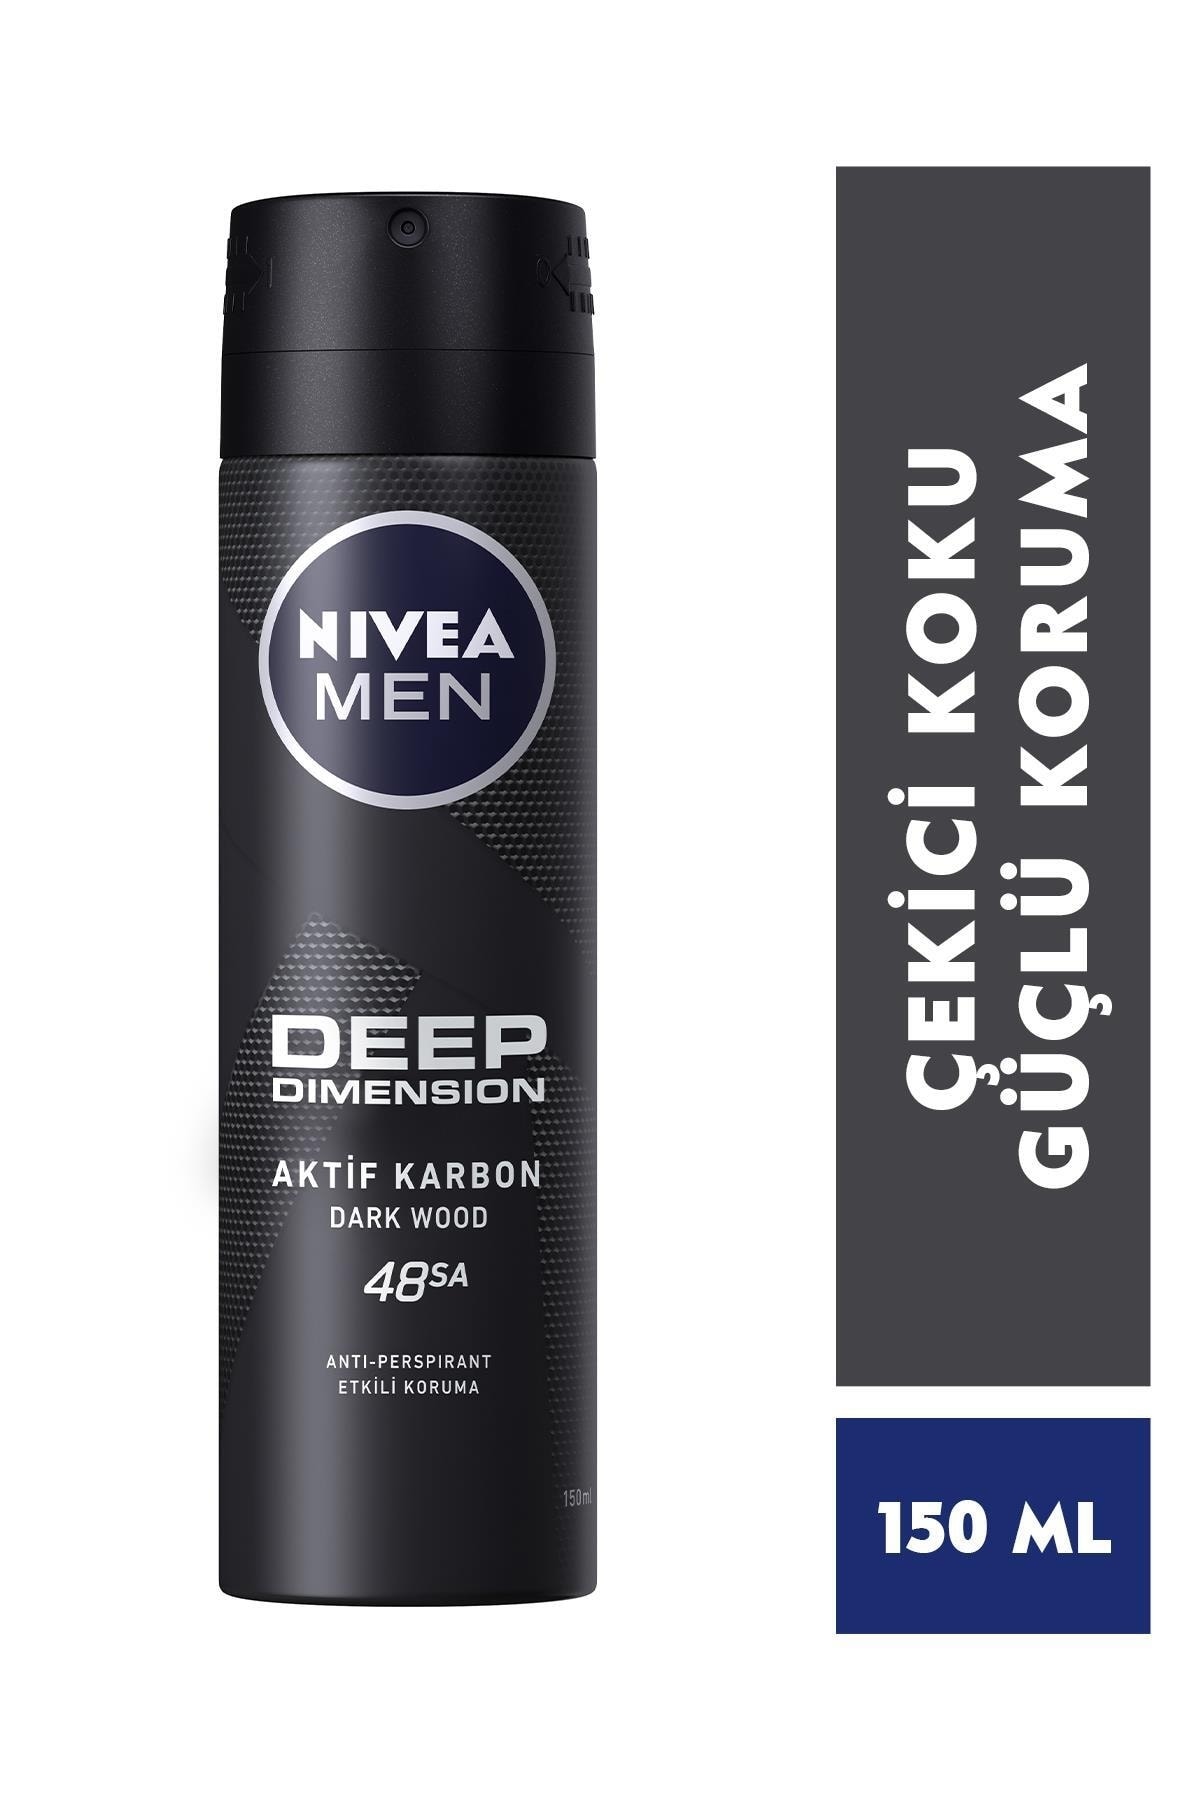 NIVEA
MEN
DEEP
DIMENSION
AKTİF KARBON
DARK WOOD
48SA
ANTI-PERSPIRANT
ETKİLİ KORUMA
150ml
ÇEKİCİ KOKU
GÜÇLÜ KORUMA
150 ML